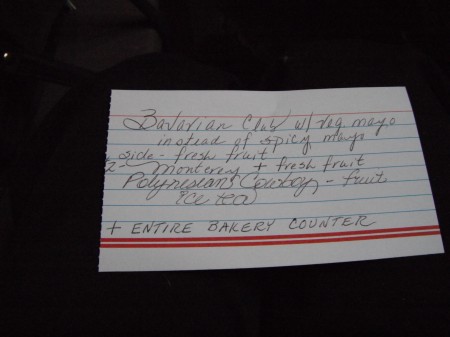 Bavarian Club w/ reg. mayo
instead of spicy mayo
side - fresh fruit
2 - Monterey + fresh fruit
Polynesian Cowboy - fruit
Ice tea
+ ENTIRE BAKERY COUNTER